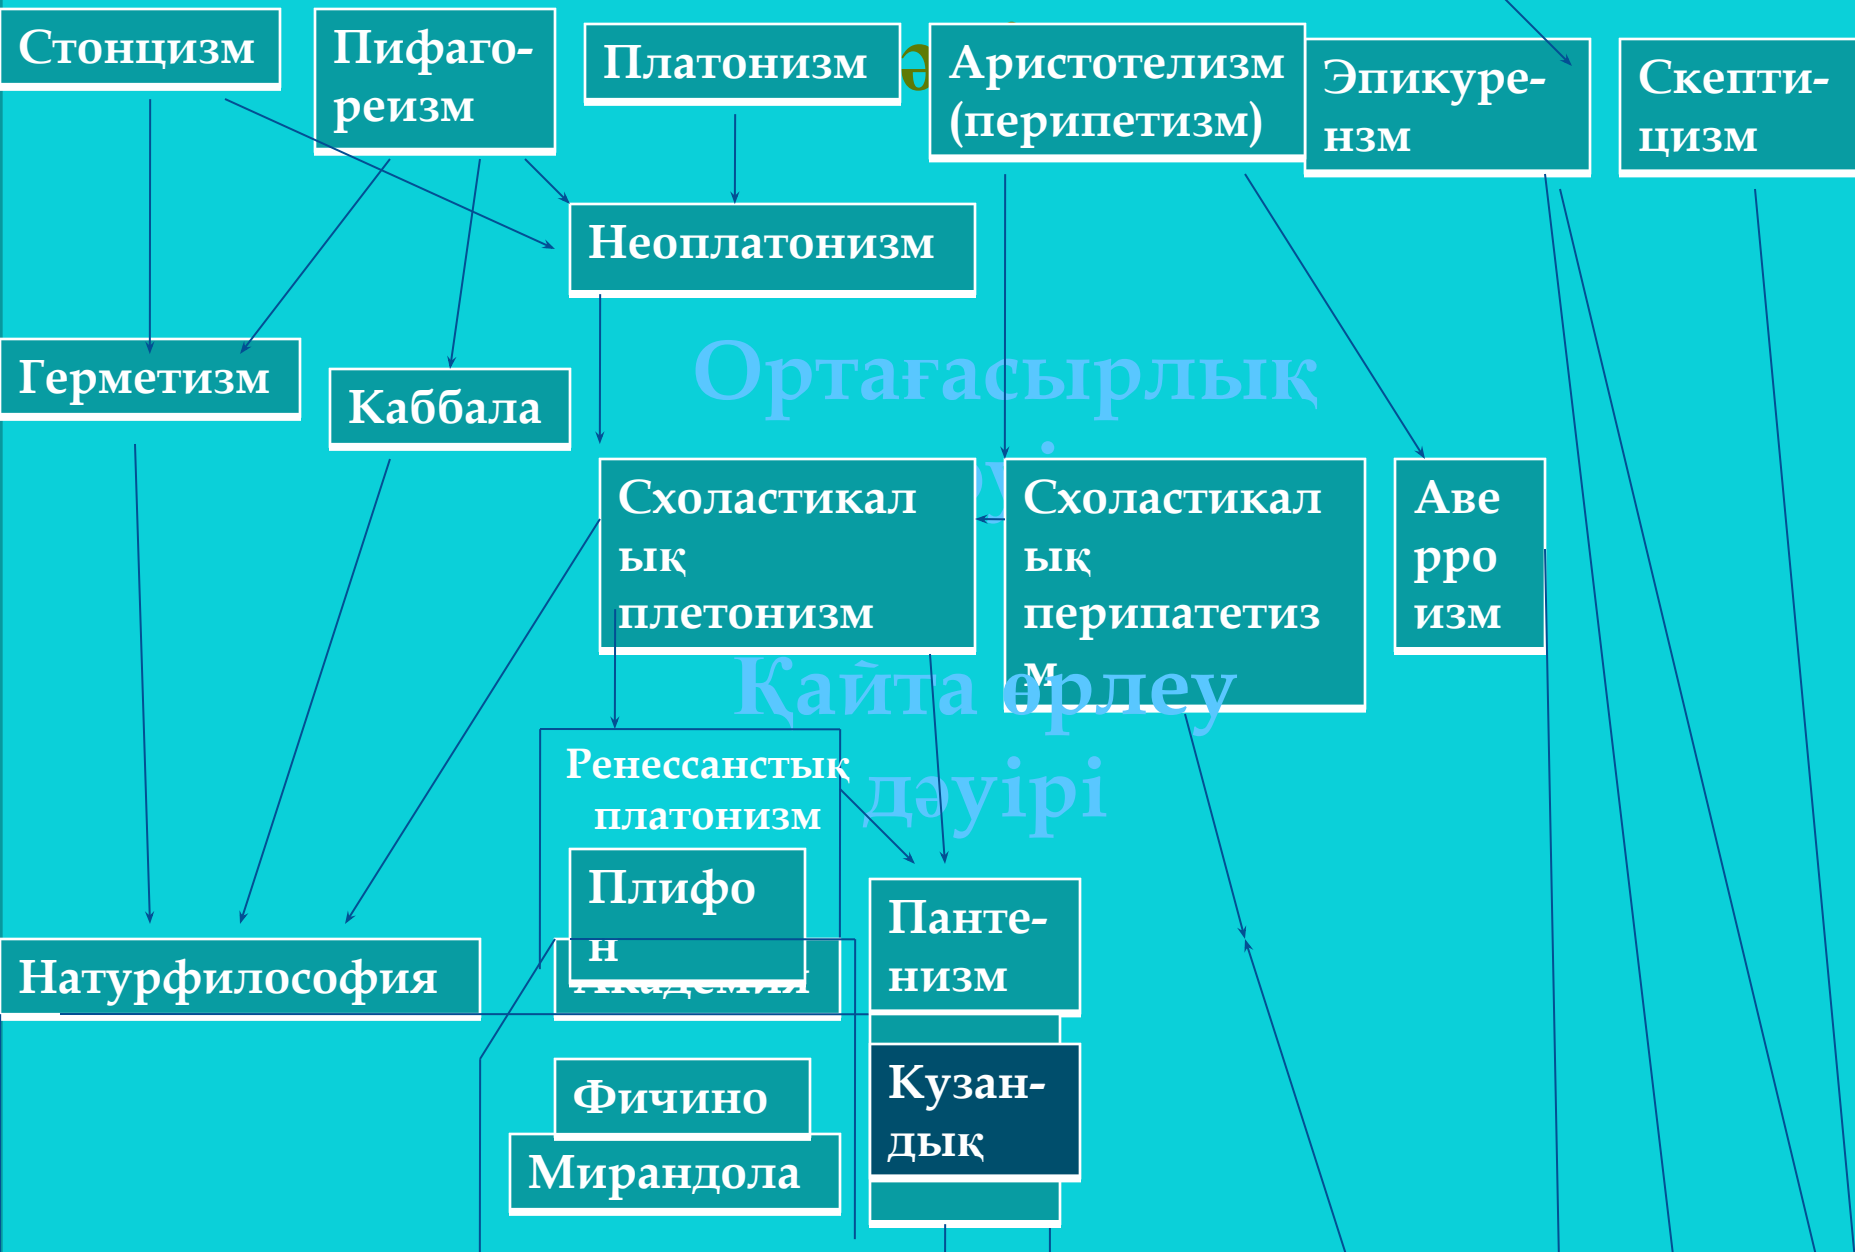 Стонцизм
Пифаго-
реизм
Платонизм
Аристотелизм
(перипетизм)
Эпикуре-
нзм
Скепти-
цизм
Неоплатонизм
Герметизм
Каббала
Ортағасырлық
Схоластикал
ық
плетонизм
Схоластикал
ық
перипатетиз
м
Аве
рро
изм
Қайта өрлеу
дәуірі
Ренессанстық
платонизм
Плифо
н
Панте-
низм
Натурфилософия
Академия
Кузан-
дық
Фичино
Мирандола